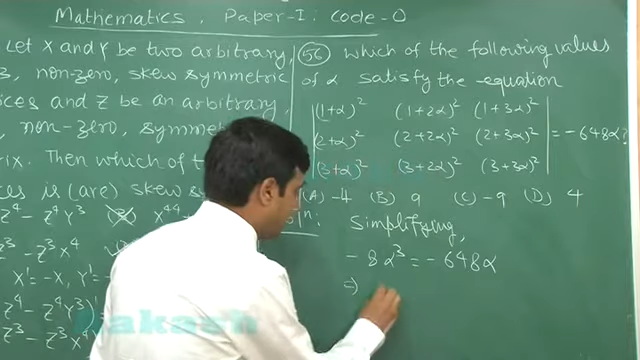 Mathematics, Paper-I: Code-0
Let X and Y be two arbitrary,
3, non-zero, skew symmetric
ices and Z be an arbitrary,
, non-zero, symmet
rix. Then which of t
ces is (are) skew s
Z⁴ - Z⁴Y³ X⁴⁴
Z³ - Z³X⁴
X' = -X, Y' =
Z⁴ - Z⁴Y³
Z³ - Z³X⁴
(56) which of the following values
of α satisfy the equation
(1+α)² (1+2α)² (1+3α)²
(2+α)² (2+2α)² (2+3α)² = -648α?
(3+α)² (3+2α)² (3+3α)²
(A) -4 (B) 9 (C) -9 (D) 4
Simplifying,
-8α³ = -648α
⇒
Aakash